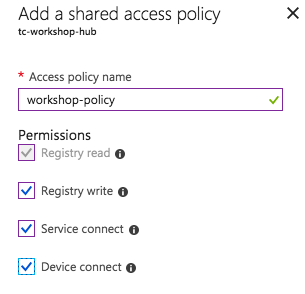 Add a shared access policy
tc-workshop-hub
* Access policy name
workshop-policy
Permissions
Registry read
Registry write
Service connect
Device connect